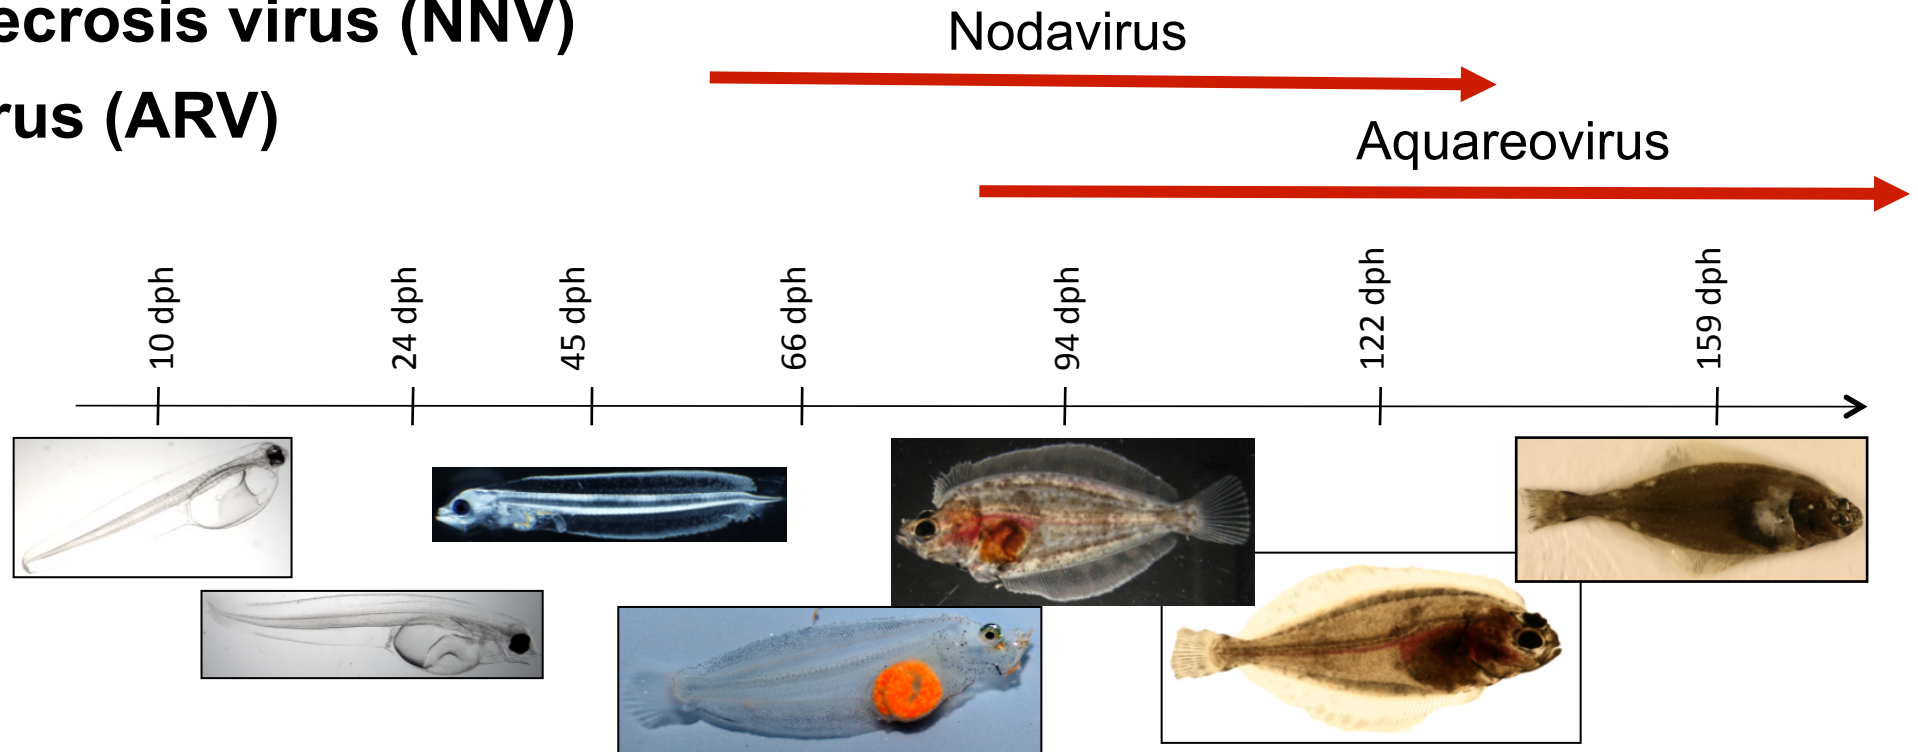 ecrosis virus (NNV)
rus (ARV)
Nodavirus
Aquareovirus
10 dph
24 dph
45 dph
66 dph
94 dph
122 dph
159 dph